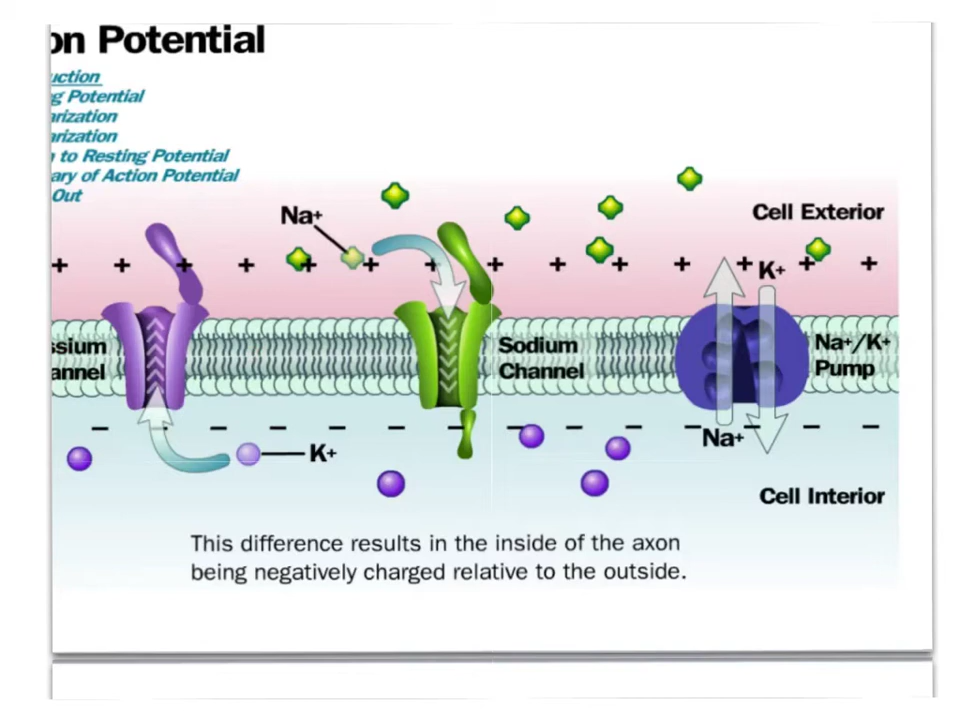 on Potential
uction
g Potential
arization
arization
to Resting Potential
ary of Action Potential
Out
Na+
Cell Exterior
+ + + + + + + + + + + + + +
K+
ssium
annel
Sodium
Channel
Na+/K+
Pump
- - - - - - - - - - - - - -
Na+
K+
Cell Interior
This difference results in the inside of the axon
being negatively charged relative to the outside.